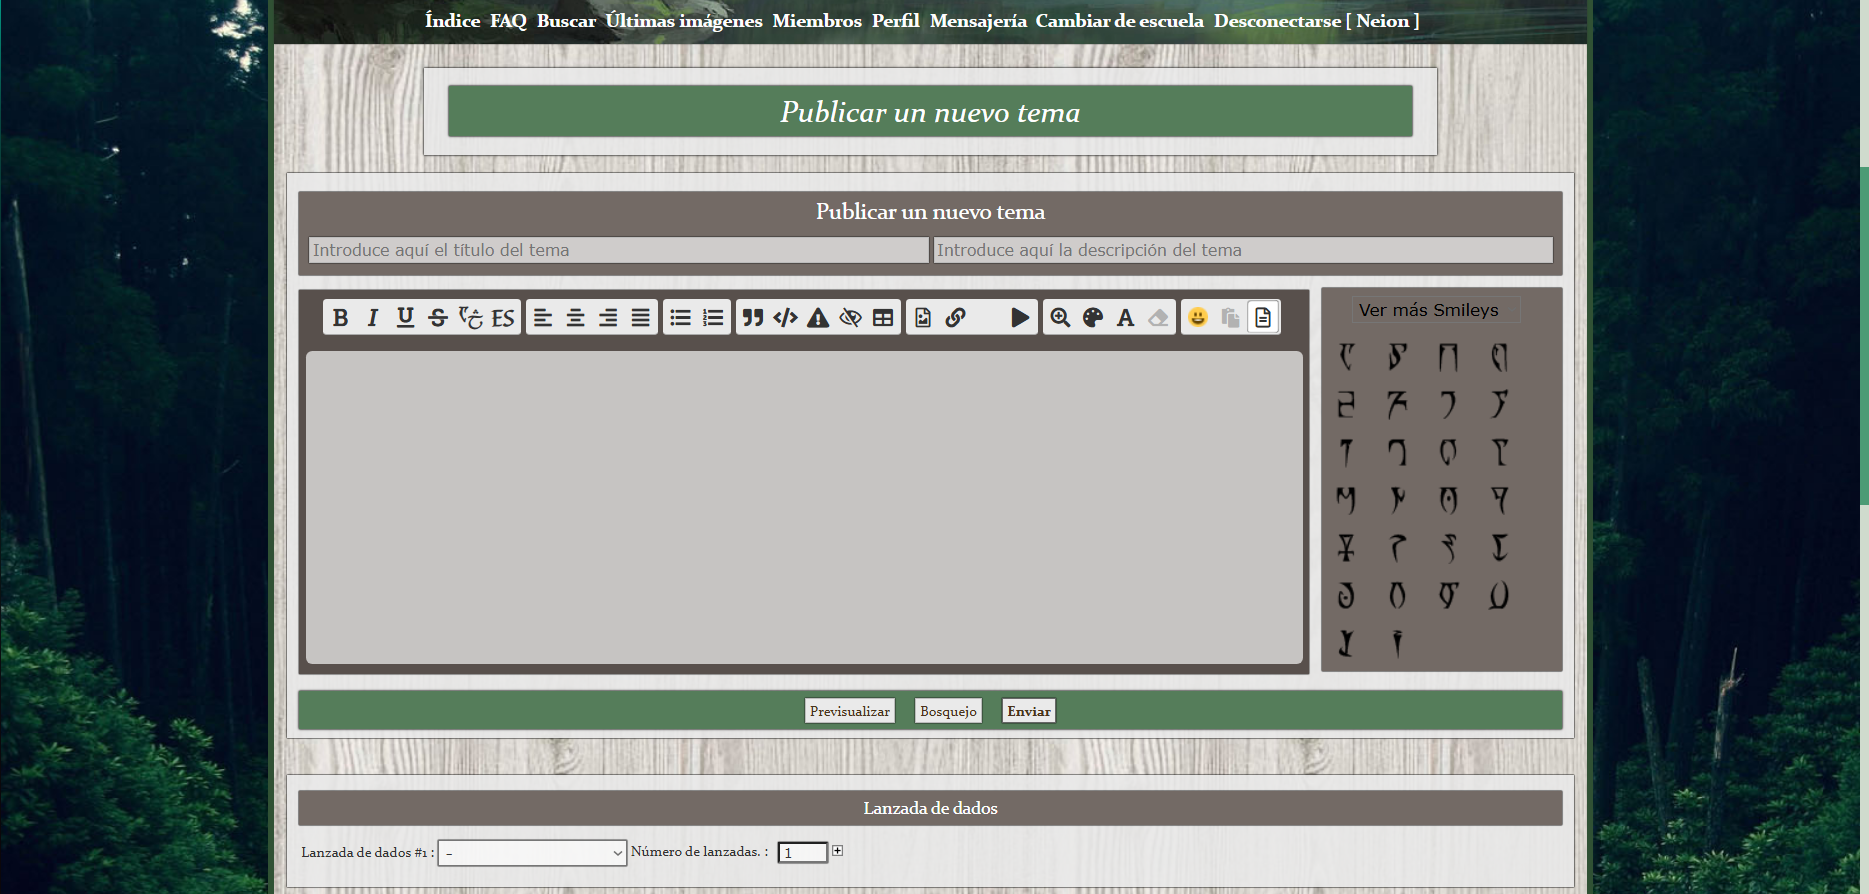 Índice FAQ Buscar Últimas imágenes Miembros Perfil Mensajería Cambiar de escuela Desconectarse [ Neion ]
Publicar un nuevo tema
Publicar un nuevo tema
Introduce aquí el título del tema Introduce aquí la descripción del tema
B I U S ES A
Ver más Smileys
Previsualizar Bosquejo Enviar
Lanzada de dados
Lanzada de dados #1 : - Número de lanzadas. : 1